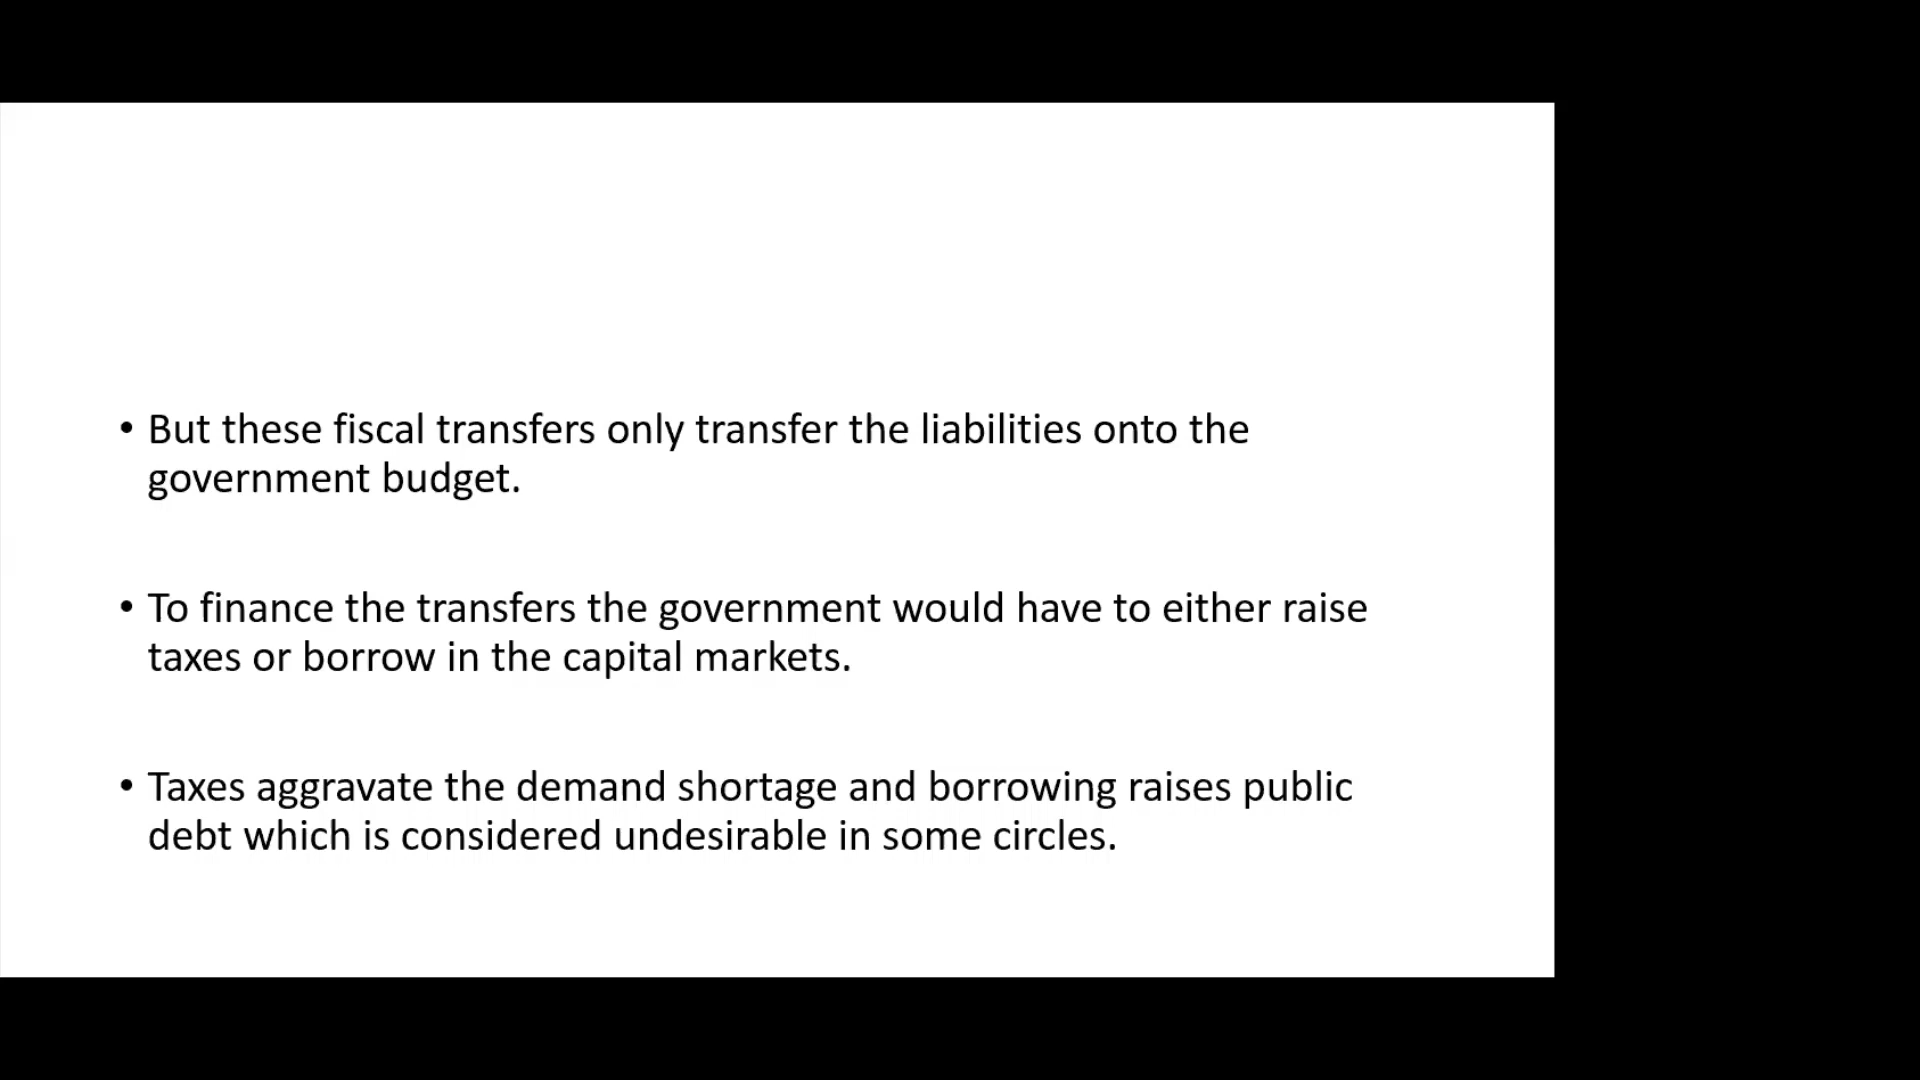 • But these fiscal transfers only transfer the liabilities onto the
government budget.
• To finance the transfers the government would have to either raise
taxes or borrow in the capital markets.
• Taxes aggravate the demand shortage and borrowing raises public
debt which is considered undesirable in some circles.